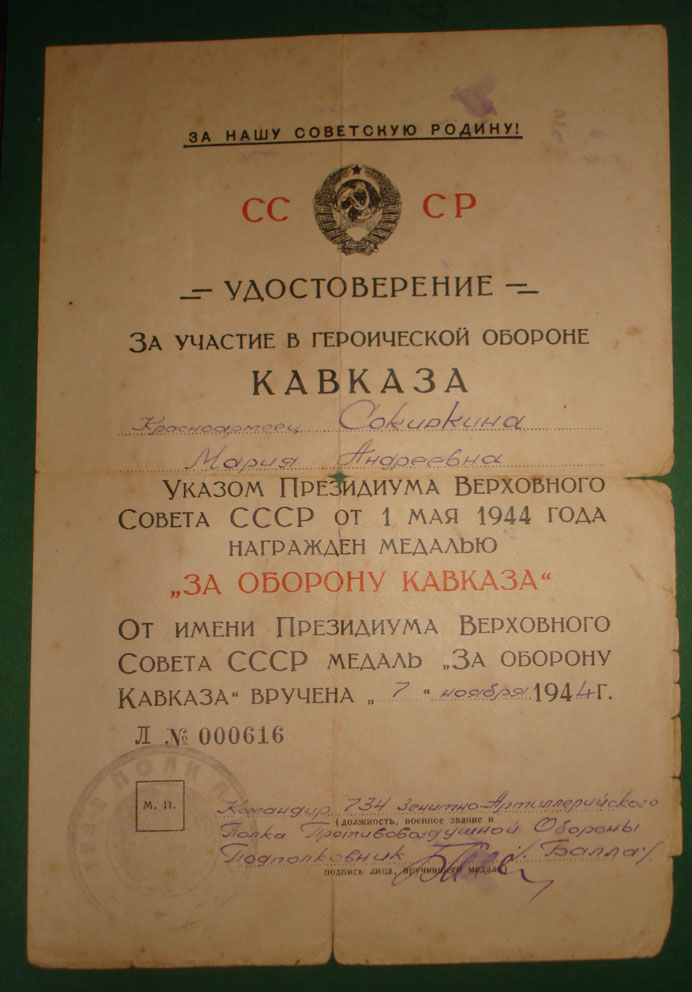 ЗА НАШУ СОВЕТСКУЮ РОДИНУ!
СС СР
УДОСТОВЕРЕНИЕ
ЗА УЧАСТИЕ В ГЕРОИЧЕСКОЙ ОБОРОНЕ
КАВКАЗА
Красноармеец Сокиркина
Мария Андреевна
УКАЗОМ ПРЕЗИДИУМА ВЕРХОВНОГО
СОВЕТА СССР ОТ 1 МАЯ 1944 ГОДА
НАГРАЖДЕН МЕДАЛЬЮ
„ЗА ОБОРОНУ КАВКАЗА“
ОТ ИМЕНИ ПРЕЗИДИУМА ВЕРХОВНОГО
СОВЕТА СССР МЕДАЛЬ „ЗА ОБОРОНУ
КАВКАЗА“ ВРУЧЕНА „ 7 “ ноября 1944 Г.
Л № 000616
М. П.
Командир 734 Зенитно-Артиллерийского
(должность, воинское звание и
Полка Противовоздушной Обороны
Подполковник /Балла/
подпись лица, вручившего медаль)